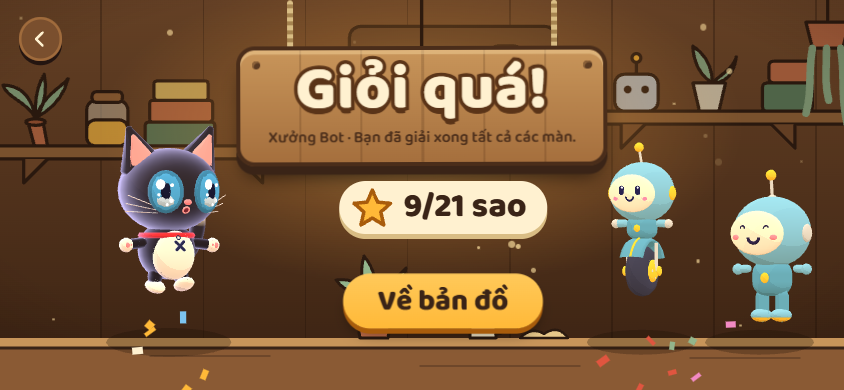 Giỏi quá!
Xưởng Bot · Bạn đã giải xong tất cả các màn.
9/21 sao
Về bản đồ